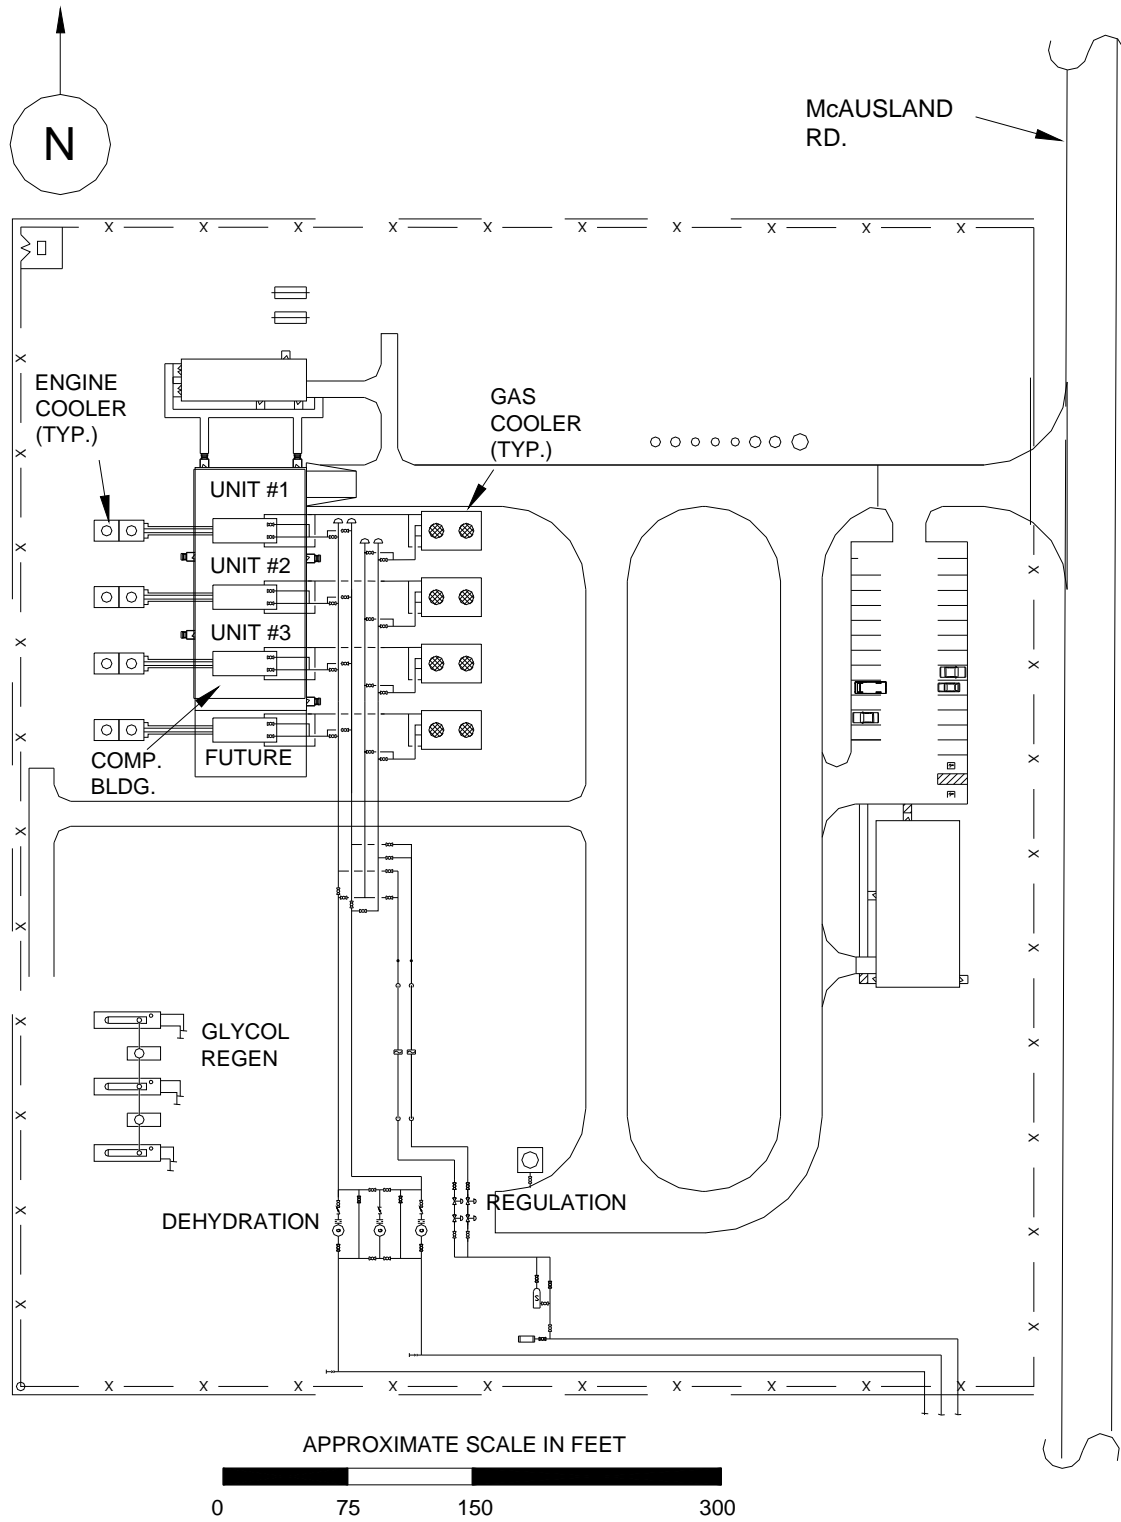 N
McAUSLAND
RD.
ENGINE
COOLER
(TYP.)
GAS
COOLER
(TYP.)
UNIT #1
UNIT #2
UNIT #3
COMP.
BLDG.
FUTURE
GLYCOL
REGEN
DEHYDRATION
REGULATION
APPROXIMATE SCALE IN FEET
0 75 150 300